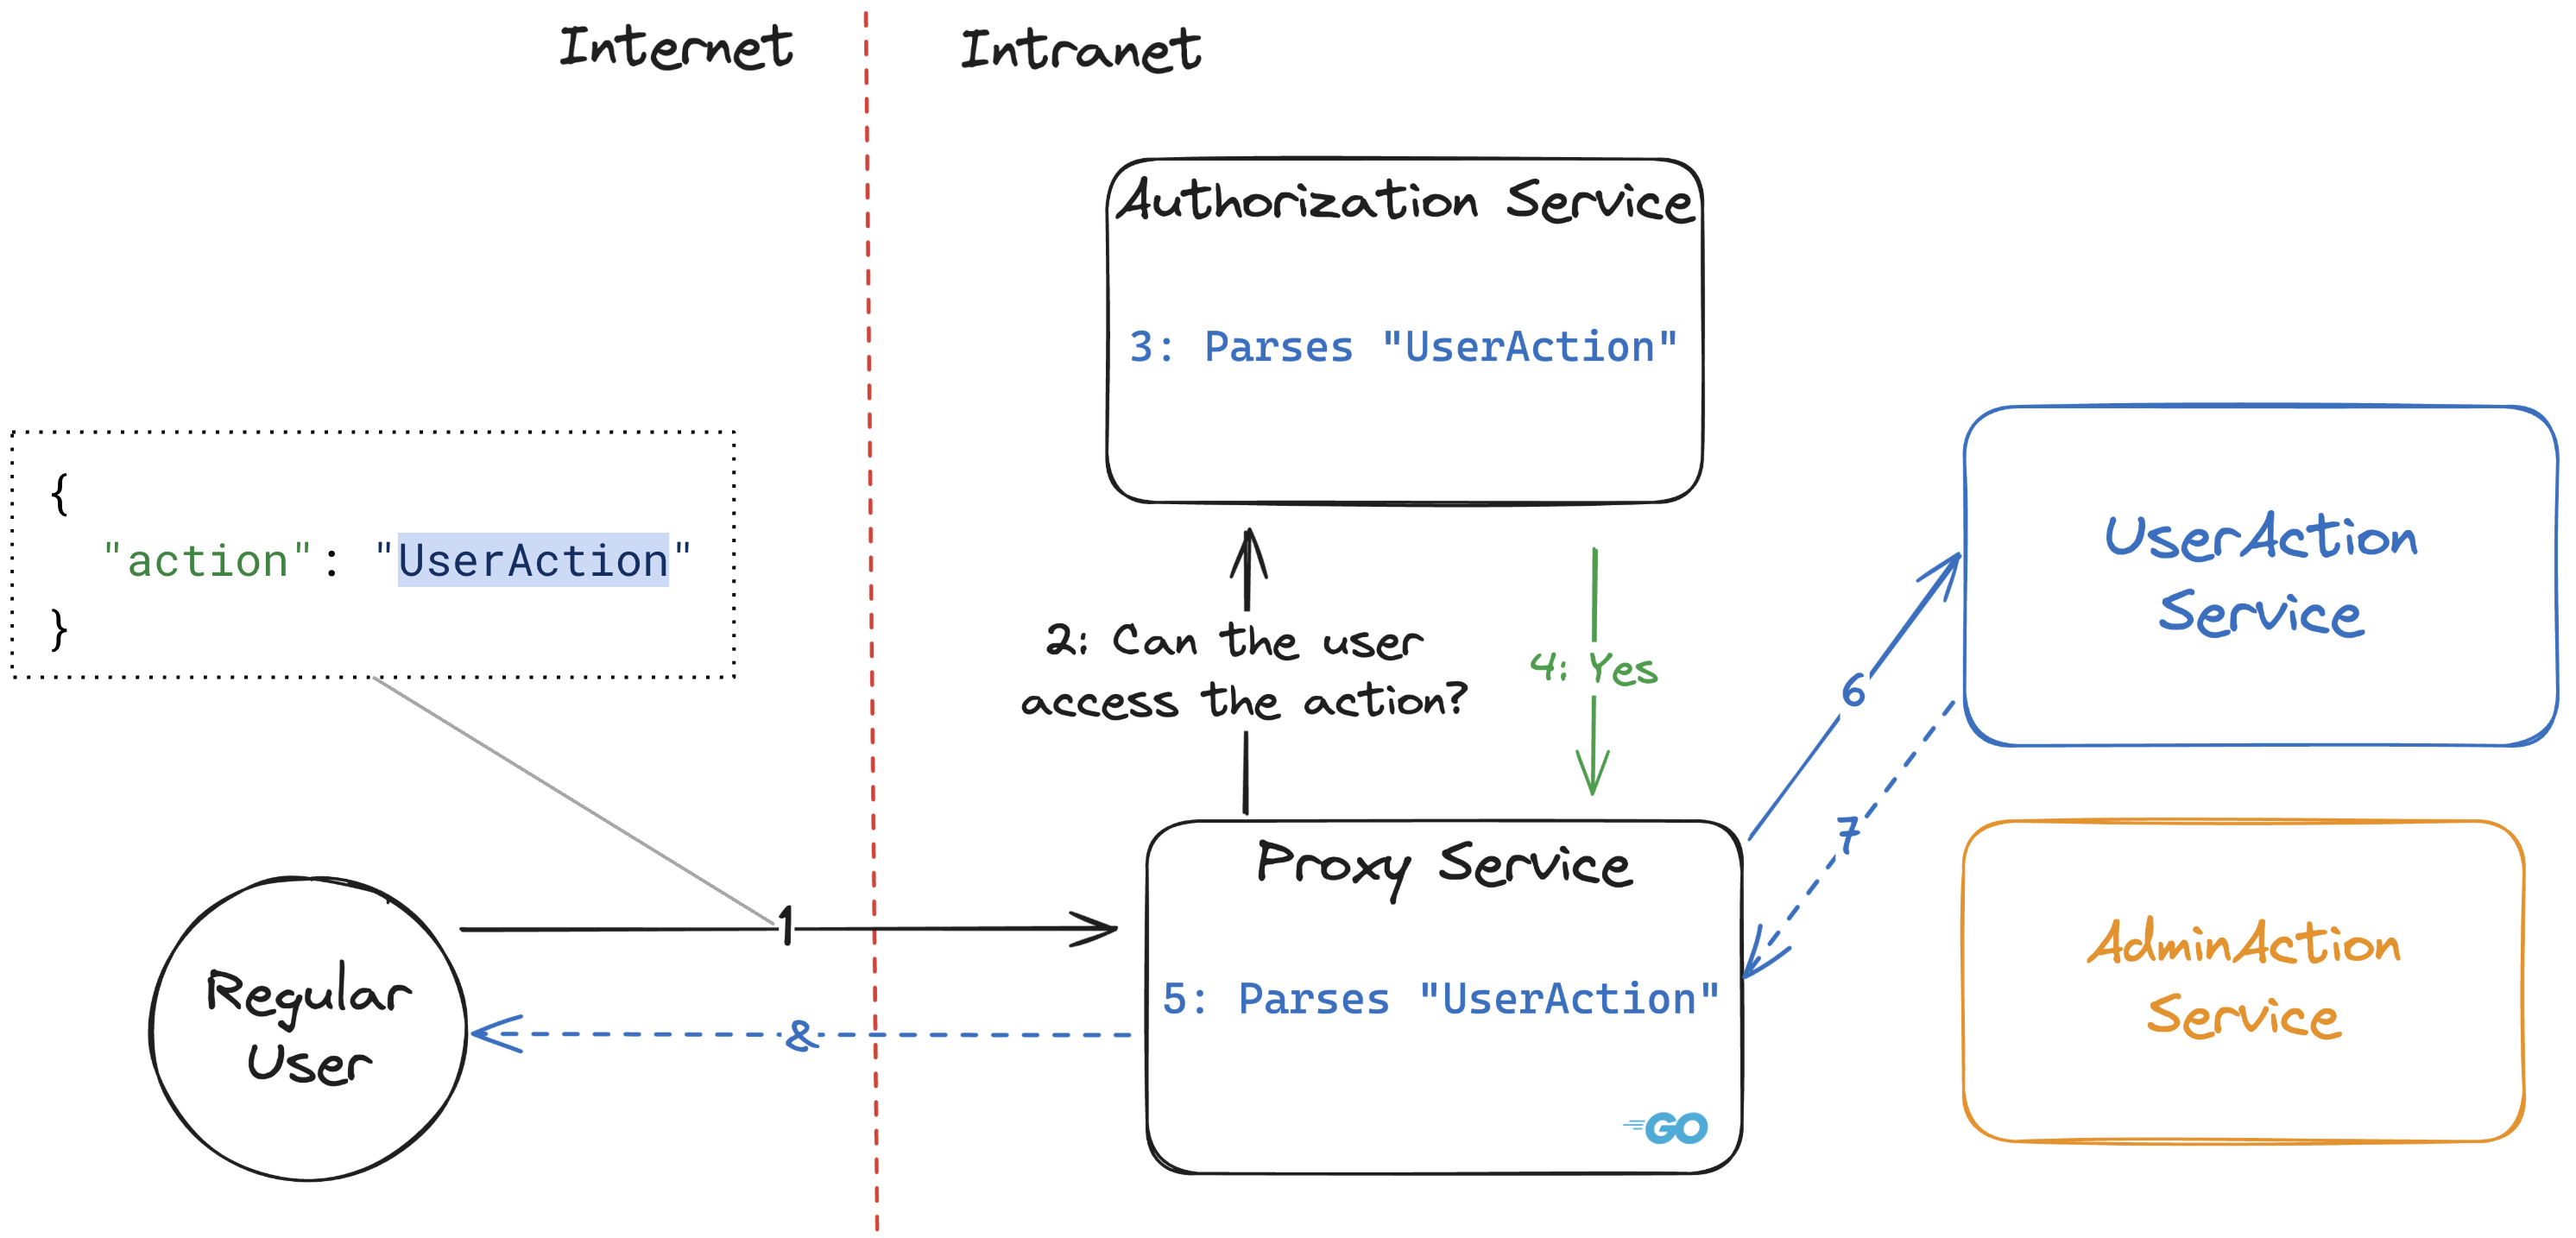 Internet
Intranet
Authorization Service
3: Parses "UserAction"
{
"action": "UserAction"
}
2: Can the user
access the action?
4: Yes
UserAction
Service
6
7
Proxy Service
5: Parses "UserAction"
GO
1
&
Regular
User
AdminAction
Service